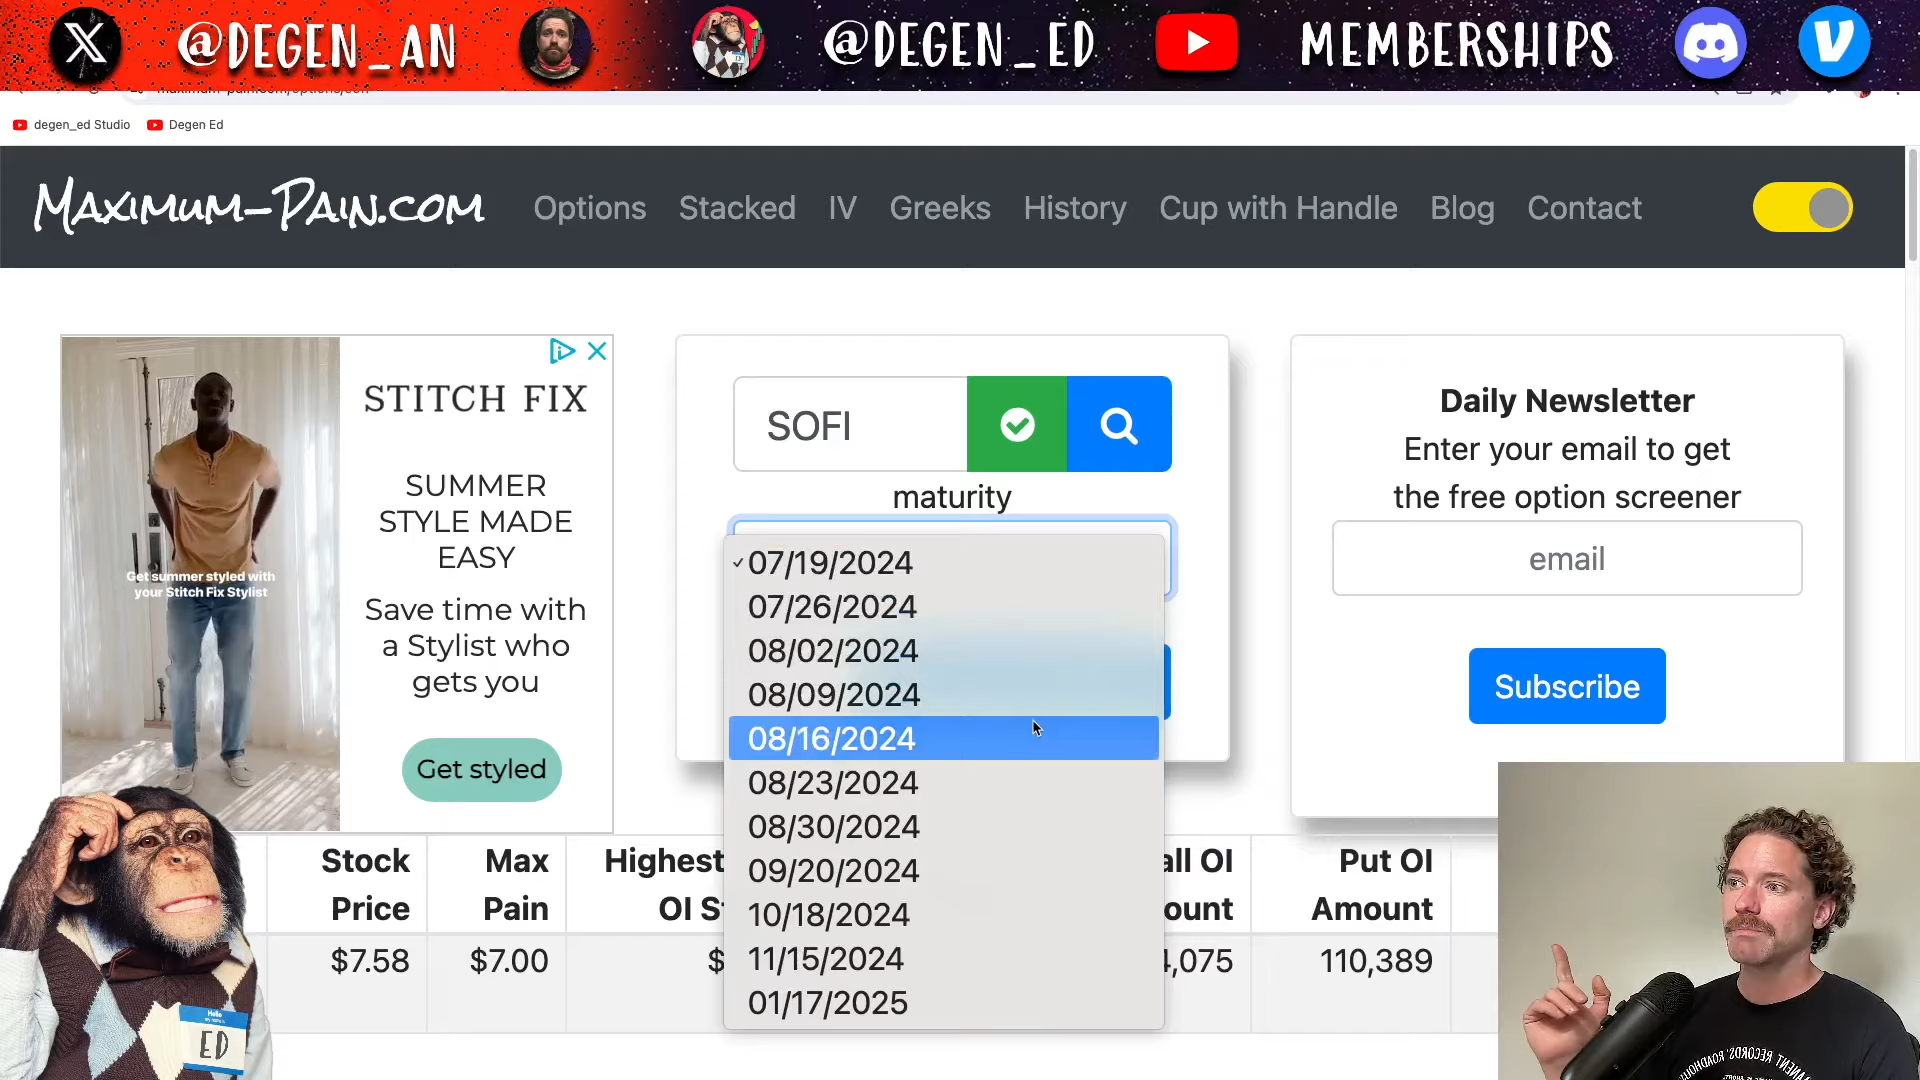 @DEGEN_AN @DEGEN_ED MEMBERSHIPS
degen_ed Studio Degen Ed
MAXIMUM-PAIN.COM Options Stacked IV Greeks History Cup with Handle Blog Contact
STITCH FIX
SUMMER
STYLE MADE
EASY
Save time with
a Stylist who
gets you
Get styled
Get summer styled with
your Stitch Fix Stylist
SOFI
maturity
07/19/2024
07/26/2024
08/02/2024
08/09/2024
08/16/2024
08/23/2024
08/30/2024
09/20/2024
10/18/2024
11/15/2024
01/17/2025
Daily Newsletter
Enter your email to get
the free option screener
email
Subscribe
Stock Max Highest all OI Put OI
Price Pain OI S ount Amount
$7.58 $7.00 $ ,075 110,389
Hello
ED